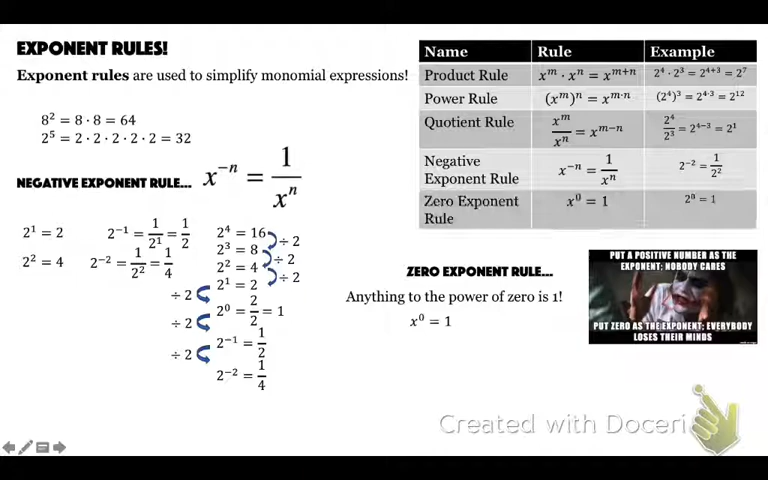 EXPONENT RULES!
Exponent rules are used to simplify monomial expressions!
8² = 8 · 8 = 64
2⁵ = 2 · 2 · 2 · 2 · 2 = 32
NEGATIVE EXPONENT RULE... x⁻ⁿ = 1/xⁿ
2¹ = 2
2² = 4
2⁻¹ = 1/2¹ = 1/2
2⁻² = 1/2² = 1/4
2⁴ = 16
÷ 2
2³ = 8
÷ 2
2² = 4
÷ 2
2¹ = 2
÷ 2
2⁰ = 2/2 = 1
÷ 2
2⁻¹ = 1/2
÷ 2
2⁻² = 1/4
Name Rule Example
Product Rule xᵐ · xⁿ = xᵐ⁺ⁿ 2⁴ · 2³ = 2⁴⁺³ = 2⁷
Power Rule (xᵐ)ⁿ = xᵐ·ⁿ (2⁴)³ = 2⁴·³ = 2¹²
Quotient Rule xᵐ/xⁿ = xᵐ⁻ⁿ 2⁴/2³ = 2⁴⁻³ = 2¹
Negative Exponent Rule x⁻ⁿ = 1/xⁿ 2⁻² = 1/2²
Zero Exponent Rule x⁰ = 1 2⁰ = 1
ZERO EXPONENT RULE...
Anything to the power of zero is 1!
x⁰ = 1
PUT A POSITIVE NUMBER AS THE
EXPONENT; NOBODY CARES
PUT ZERO AS THE EXPONENT; EVERYBODY
LOSES THEIR MINDS
Created with Doceri